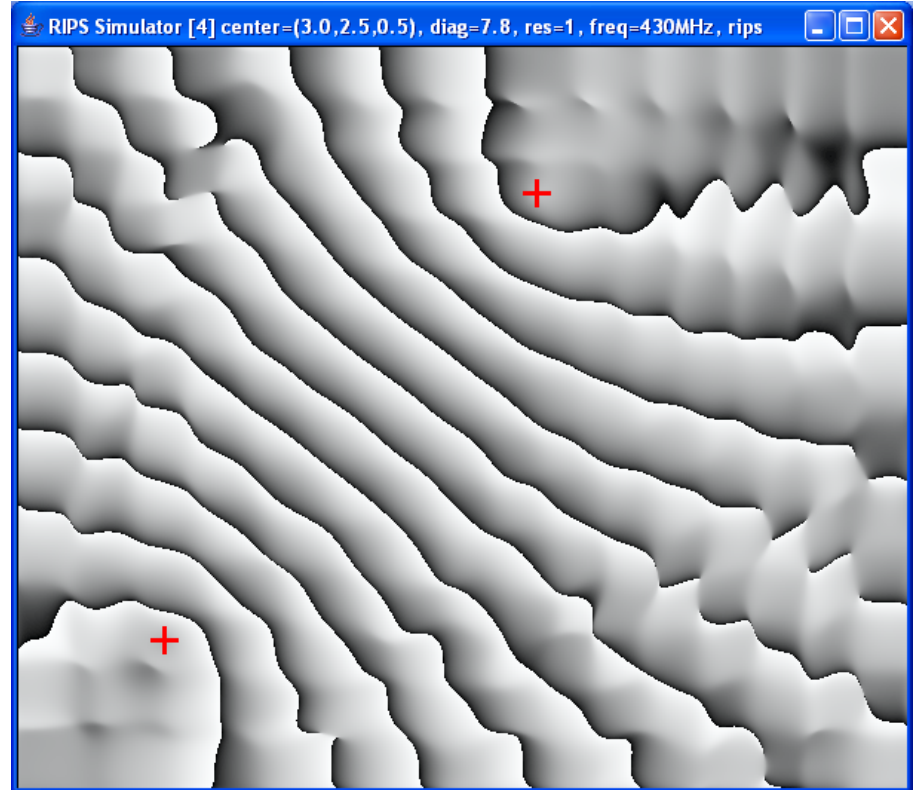 RIPS Simulator [4] center=(3.0,2.5,0.5), diag=7.8, res=1, freq=430MHz, rips